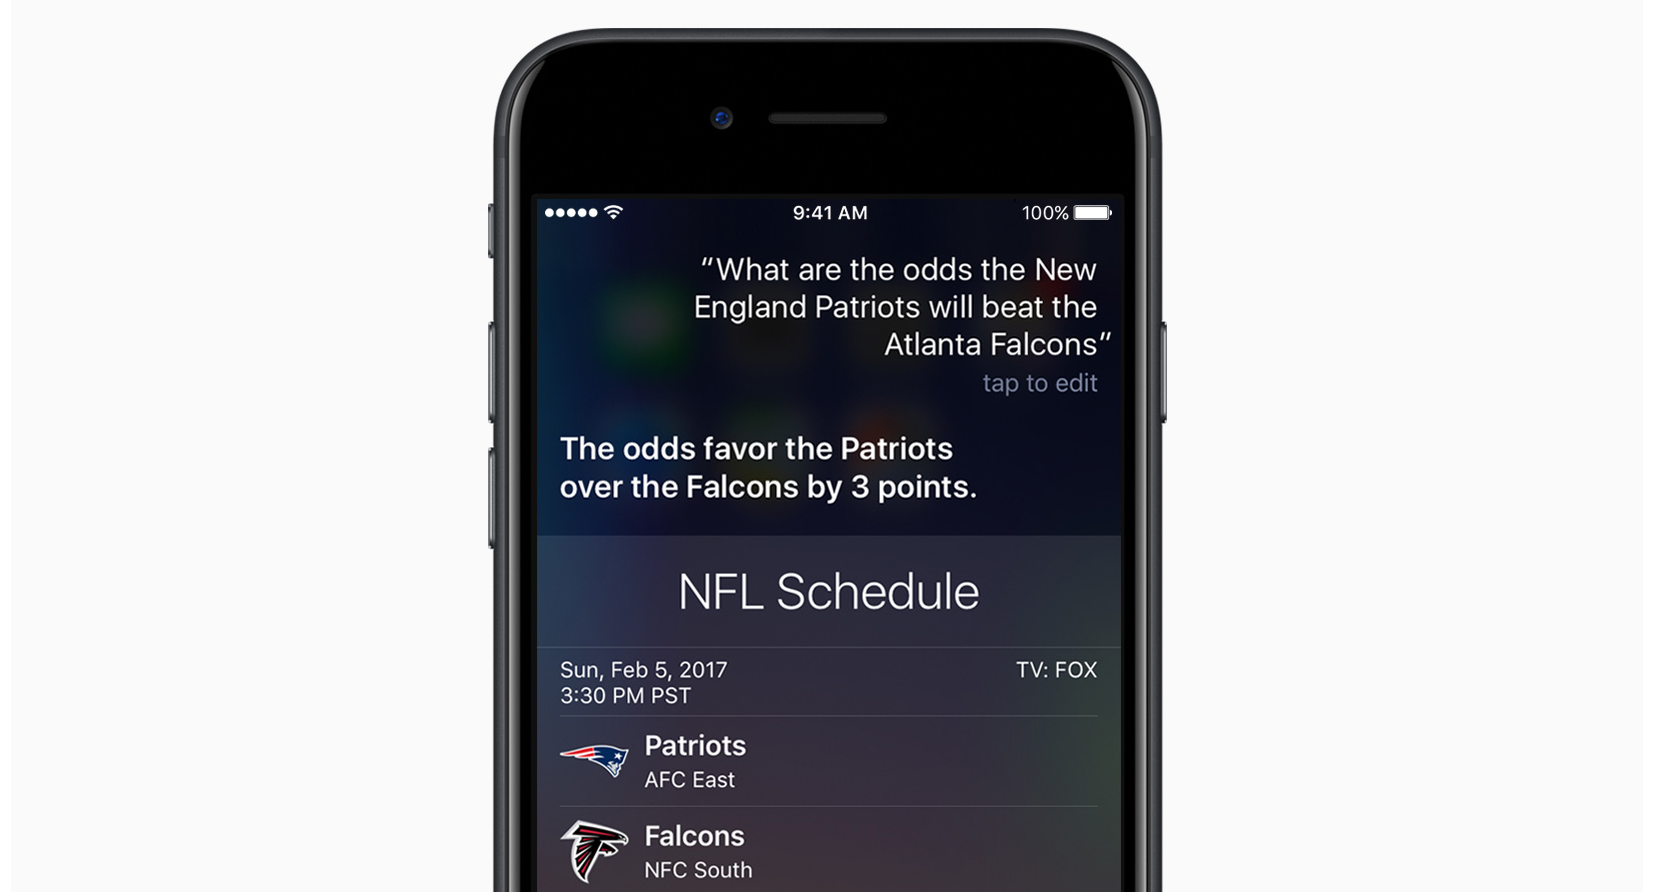 9:41 AM
100%
“What are the odds the New
England Patriots will beat the
Atlanta Falcons”
tap to edit
The odds favor the Patriots
over the Falcons by 3 points.
NFL Schedule
Sun, Feb 5, 2017
TV: FOX
3:30 PM PST
Patriots
AFC East
Falcons
NFC South